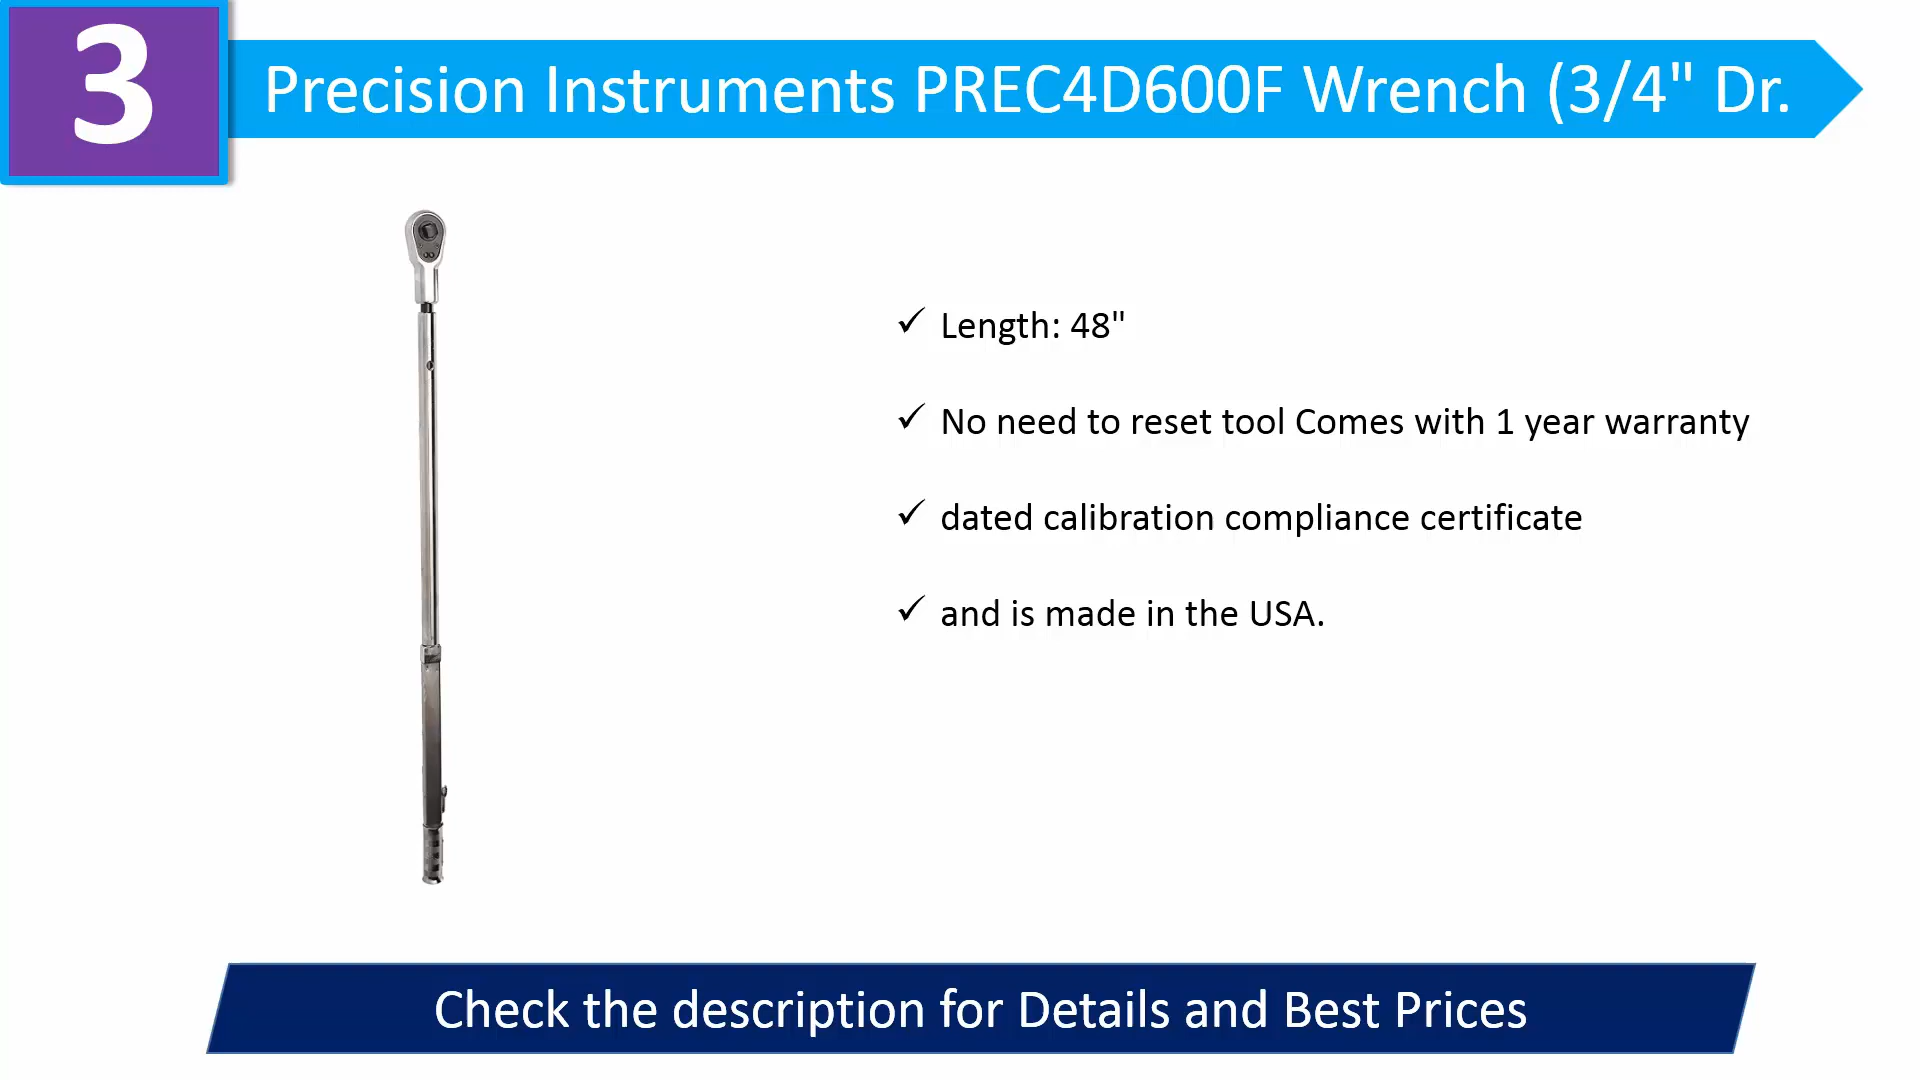 3
Precision Instruments PREC4D600F Wrench (3/4" Dr.
Length: 48"
No need to reset tool Comes with 1 year warranty
dated calibration compliance certificate
and is made in the USA.
Check the description for Details and Best Prices